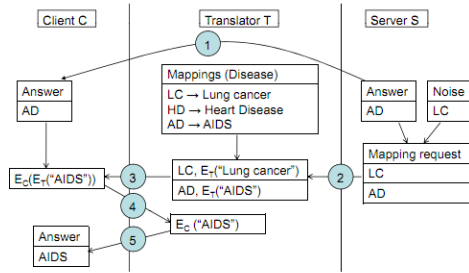 Client C
Translator T
Server S
1
Answer
AD
Mappings (Disease)
LC → Lung cancer
HD → Heart Disease
AD → AIDS
Answer
AD
Noise
LC
Mapping request
LC
AD
2
LC, E_T("Lung cancer")
AD, E_T("AIDS")
3
E_C(E_T("AIDS"))
4
E_C ("AIDS")
5
Answer
AIDS